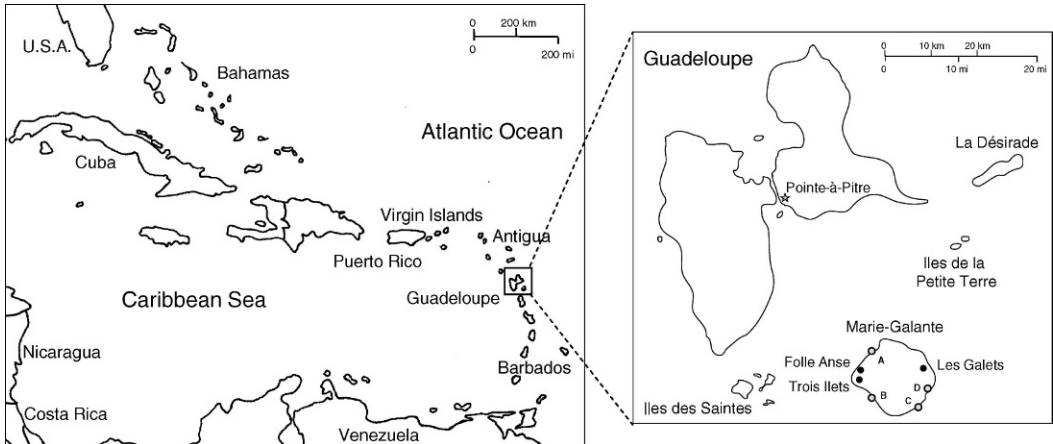 U.S.A.
Bahamas
0 200 km
0 200 mi
Atlantic Ocean
Cuba
Virgin Islands
Antigua
Puerto Rico
Guadeloupe
Caribbean Sea
Nicaragua
Barbados
Costa Rica
Venezuela
Guadeloupe
0 10 km 20 km
0 10 mi 20 mi
La Désirade
Pointe-à-Pitre
Iles de la
Petite Terre
Marie-Galante
Folle Anse
A
Les Galets
Trois Ilets
D
B
C
Iles des Saintes